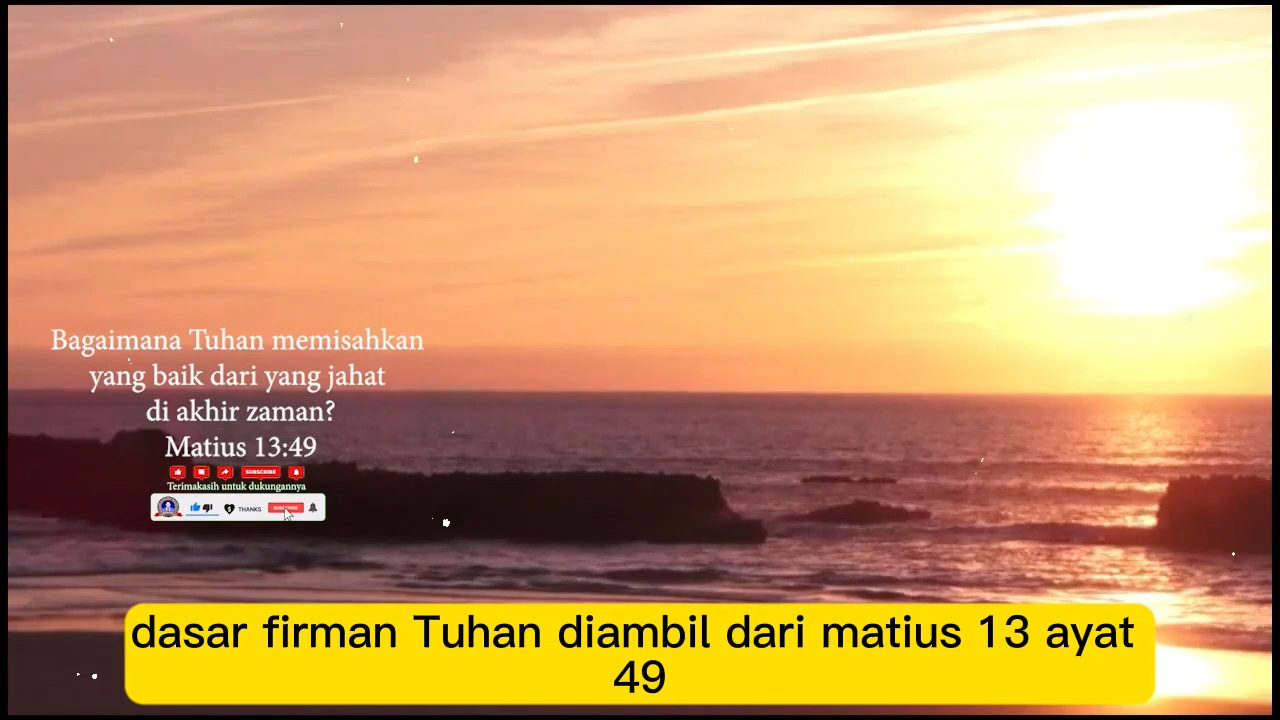 Bagaimana Tuhan memisahkan
yang baik dari yang jahat
di akhir zaman?
Matius 13:49
SUBSCRIBE
Terimakasih untuk dukungannya
THANKS
SUBSCRIBE
dasar firman Tuhan diambil dari matius 13 ayat
49